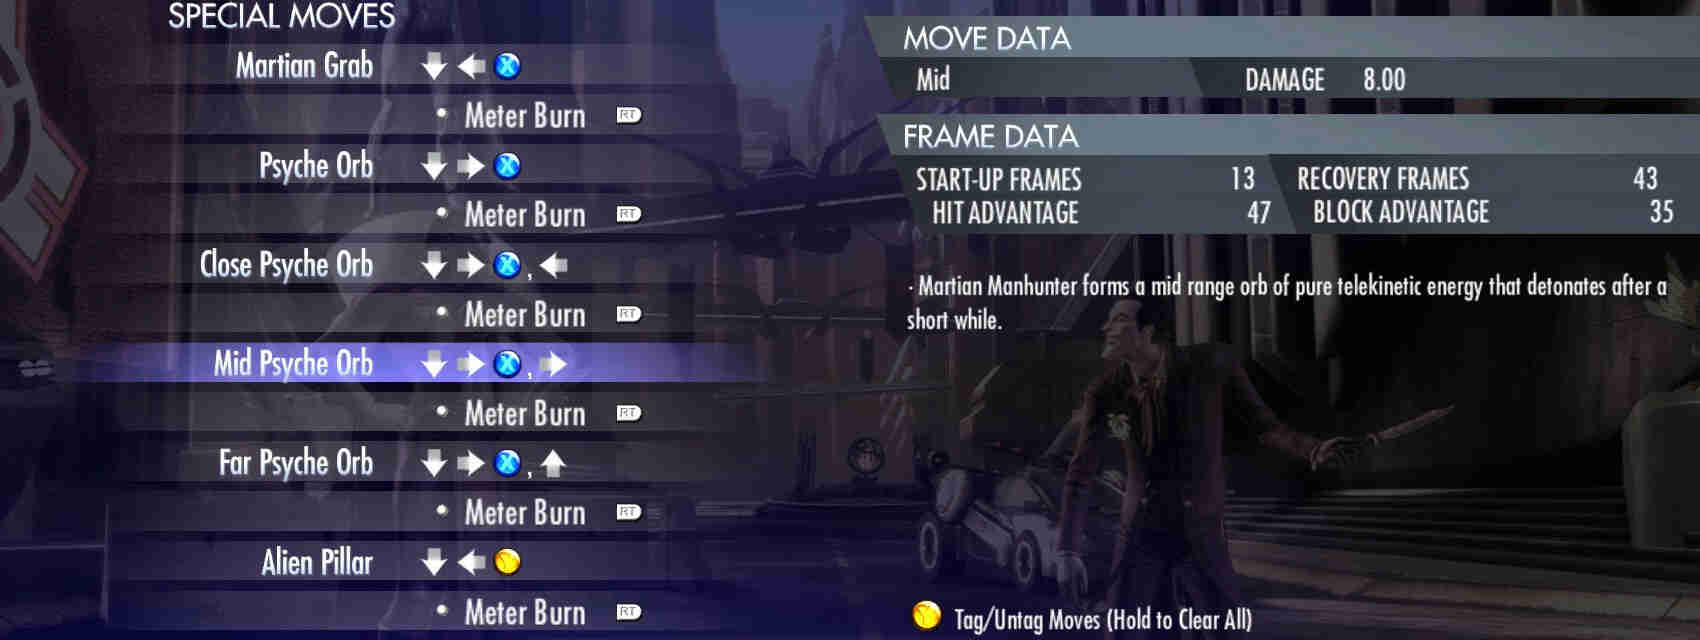 SPECIAL MOVES
Martian Grab X
Meter Burn RT
Psyche Orb X
Meter Burn RT
Close Psyche Orb X ,
Meter Burn RT
Mid Psyche Orb X ,
Meter Burn RT
Far Psyche Orb X ,
Meter Burn RT
Alien Pillar Y
Meter Burn RT
MOVE DATA
Mid DAMAGE 8.00
FRAME DATA
START-UP FRAMES 13 RECOVERY FRAMES 43
HIT ADVANTAGE 47 BLOCK ADVANTAGE 35
· Martian Manhunter forms a mid range orb of pure telekinetic energy that detonates after a
short while.
Y Tag/Untag Moves (Hold to Clear All)